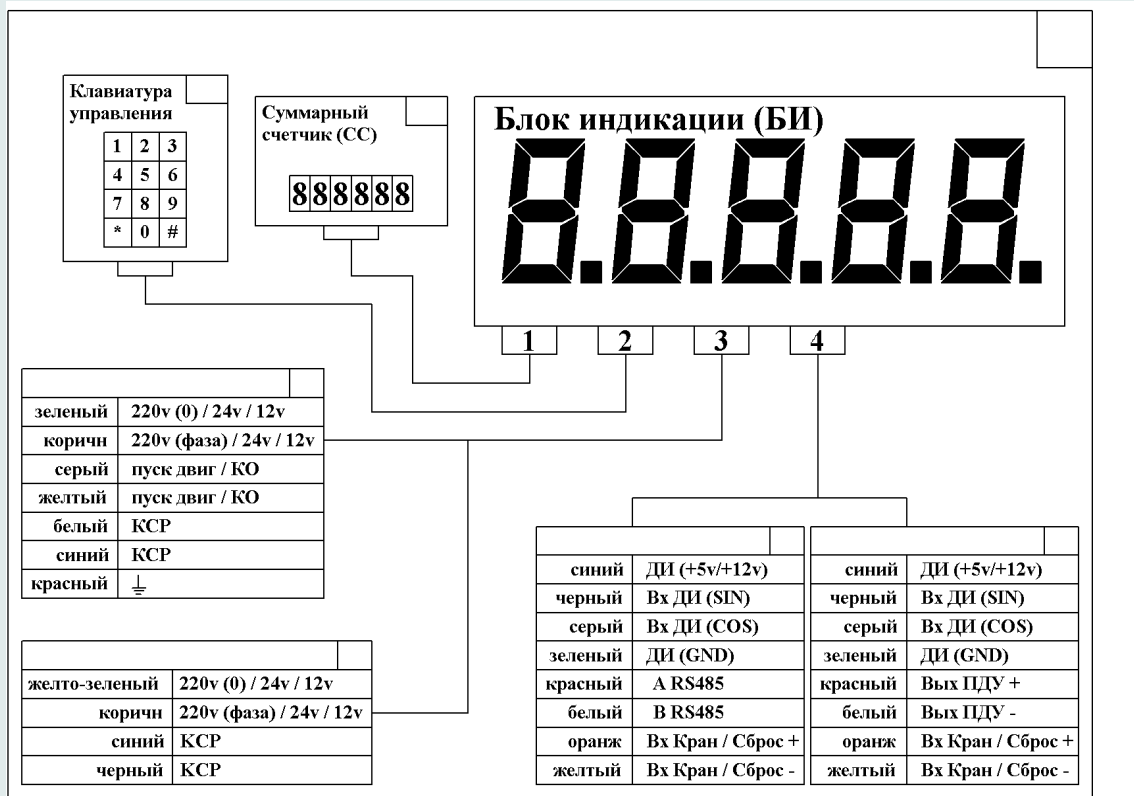 Клавиатура
управления
1 2 3
4 5 6
7 8 9
* 0 #
Суммарный
счетчик (СС)
888888
Блок индикации (БИ)
8.8.8.8.8.
1 2 3 4
зеленый 220v (0) / 24v / 12v
коричн 220v (фаза) / 24v / 12v
серый пуск двиг / КО
желтый пуск двиг / КО
белый КСР
синий КСР
красный
желто-зеленый 220v (0) / 24v / 12v
коричн 220v (фаза) / 24v / 12v
синий КСР
черный КСР
синий ДИ (+5v/+12v)
черный Вх ДИ (SIN)
серый Вх ДИ (COS)
зеленый ДИ (GND)
красный A RS485
белый B RS485
оранж Вх Кран / Сброс +
желтый Вх Кран / Сброс -
синий ДИ (+5v/+12v)
черный Вх ДИ (SIN)
серый Вх ДИ (COS)
зеленый ДИ (GND)
красный Вых ПДУ +
белый Вых ПДУ -
оранж Вх Кран / Сброс +
желтый Вх Кран / Сброс -